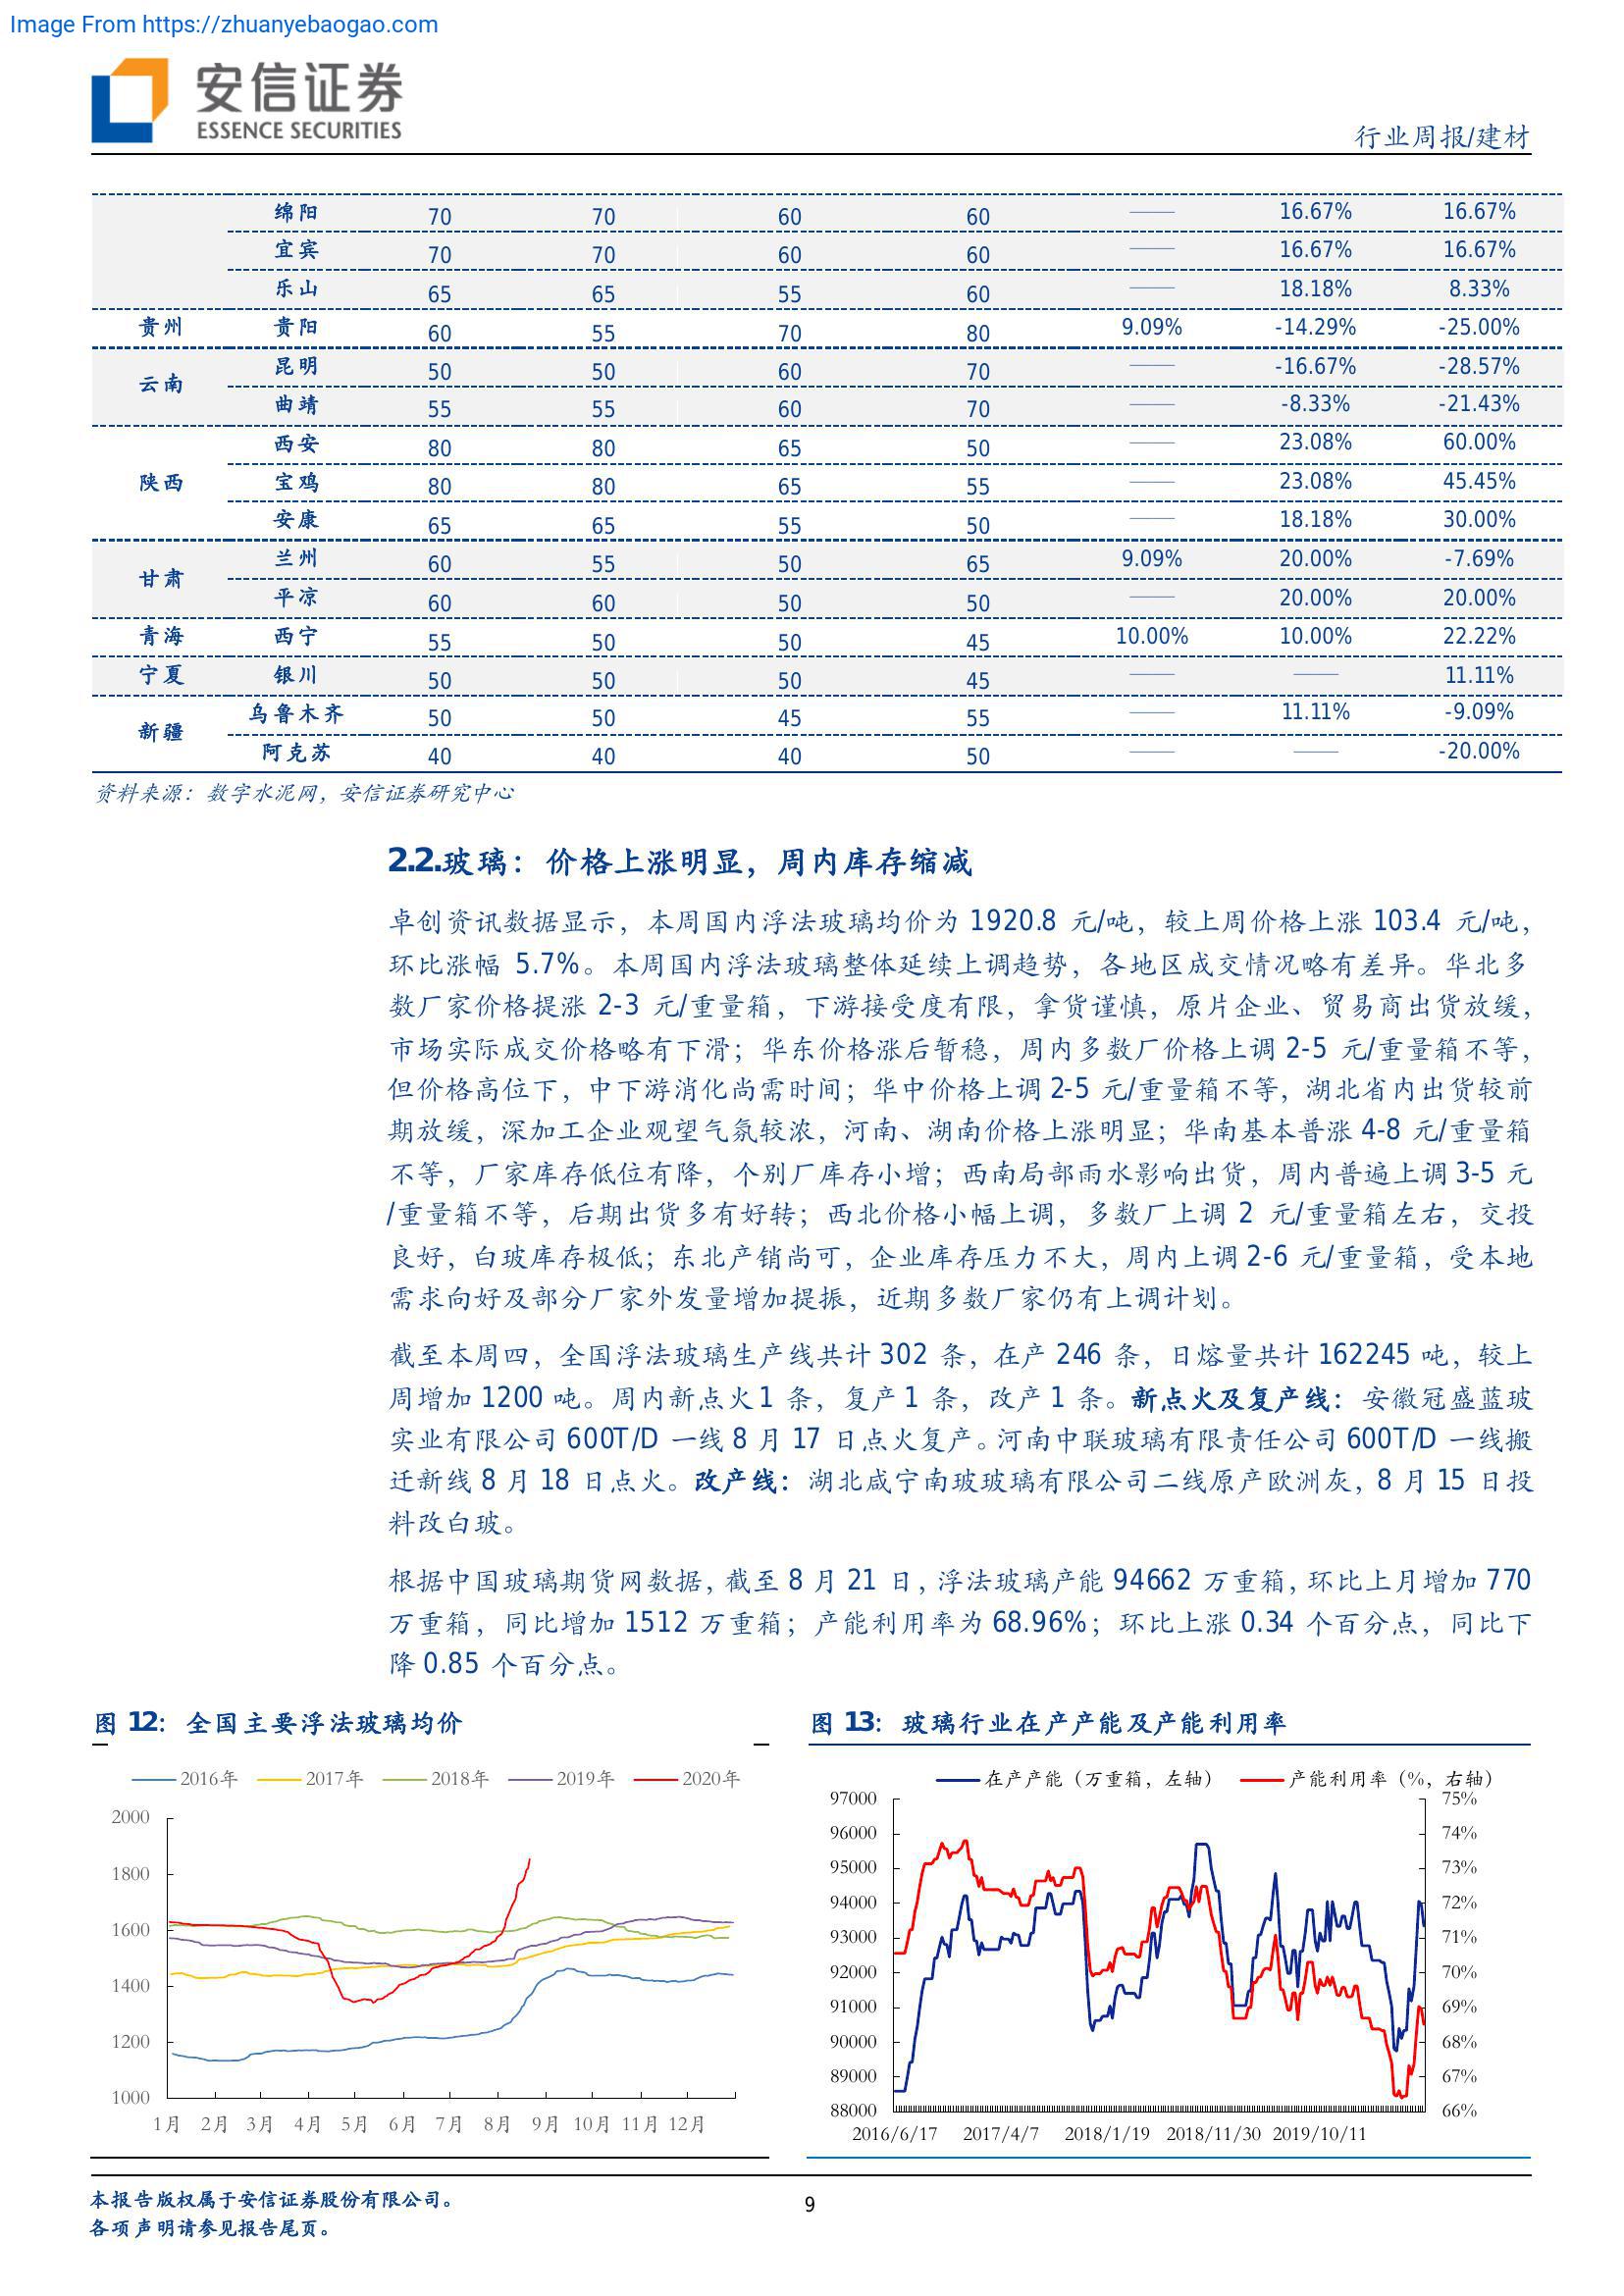 Image From https://zhuanyebaogao.com
安信证券
ESSENCE SECURITIES
行业周报/建材
绵阳 70 70 60 60 —— 16.67% 16.67%
宜宾 70 70 60 60 —— 16.67% 16.67%
乐山 65 65 55 60 —— 18.18% 8.33%
贵州 贵阳 60 55 70 80 9.09% -14.29% -25.00%
云南 昆明 50 50 60 70 —— -16.67% -28.57%
曲靖 55 55 60 70 —— -8.33% -21.43%
陕西 西安 80 80 65 50 —— 23.08% 60.00%
宝鸡 80 80 65 55 —— 23.08% 45.45%
安康 65 65 55 50 —— 18.18% 30.00%
甘肃 兰州 60 55 50 65 9.09% 20.00% -7.69%
平凉 60 60 50 50 —— 20.00% 20.00%
青海 西宁 55 50 50 45 10.00% 10.00% 22.22%
宁夏 银川 50 50 50 45 —— —— 11.11%
新疆 乌鲁木齐 50 50 45 55 —— 11.11% -9.09%
阿克苏 40 40 40 50 —— —— -20.00%
资料来源：数字水泥网，安信证券研究中心
2.2.玻璃：价格上涨明显，周内库存缩减
卓创资讯数据显示，本周国内浮法玻璃均价为 1920.8 元/吨，较上周价格上涨 103.4 元/吨，
环比涨幅 5.7%。本周国内浮法玻璃整体延续上调趋势，各地区成交情况略有差异。华北多
数厂家价格提涨 2-3 元/重量箱，下游接受度有限，拿货谨慎，原片企业、贸易商出货放缓，
市场实际成交价格略有下滑；华东价格涨后暂稳，周内多数厂价格上调 2-5 元/重量箱不等，
但价格高位下，中下游消化尚需时间；华中价格上调 2-5 元/重量箱不等，湖北省内出货较前
期放缓，深加工企业观望气氛较浓，河南、湖南价格上涨明显；华南基本普涨 4-8 元/重量箱
不等，厂家库存低位有降，个别厂库存小增；西南局部雨水影响出货，周内普遍上调 3-5 元
/重量箱不等，后期出货多有好转；西北价格小幅上调，多数厂上调 2 元/重量箱左右，交投
良好，白玻库存极低；东北产销尚可，企业库存压力不大，周内上调 2-6 元/重量箱，受本地
需求向好及部分厂家外发量增加提振，近期多数厂家仍有上调计划。
截至本周四，全国浮法玻璃生产线共计 302 条，在产 246 条，日熔量共计 162245 吨，较上
周增加 1200 吨。周内新点火 1 条，复产 1 条，改产 1 条。新点火及复产线：安徽冠盛蓝玻
实业有限公司 600T/D 一线 8 月 17 日点火复产。河南中联玻璃有限责任公司 600T/D 一线搬
迁新线 8 月 18 日点火。改产线：湖北咸宁南玻玻璃有限公司二线原产欧洲灰，8 月 15 日投
料改白玻。
根据中国玻璃期货网数据，截至 8 月 21 日，浮法玻璃产能 94662 万重箱，环比上月增加 770
万重箱，同比增加 1512 万重箱；产能利用率为 68.96%；环比上涨 0.34 个百分点，同比下
降 0.85 个百分点。
图 12：全国主要浮法玻璃均价
2016年 2017年 2018年 2019年 2020年
2000
1800
1600
1400
1200
1000
1月 2月 3月 4月 5月 6月 7月 8月 9月 10月 11月 12月
图 13：玻璃行业在产产能及产能利用率
在产产能（万重箱，左轴） 产能利用率（%，右轴）
97000 75%
96000 74%
95000 73%
94000 72%
93000 71%
92000 70%
91000 69%
90000 68%
89000 67%
88000 66%
2016/6/17 2017/4/7 2018/1/19 2018/11/30 2019/10/11
本报告版权属于安信证券股份有限公司。
各项声明请参见报告尾页。
9